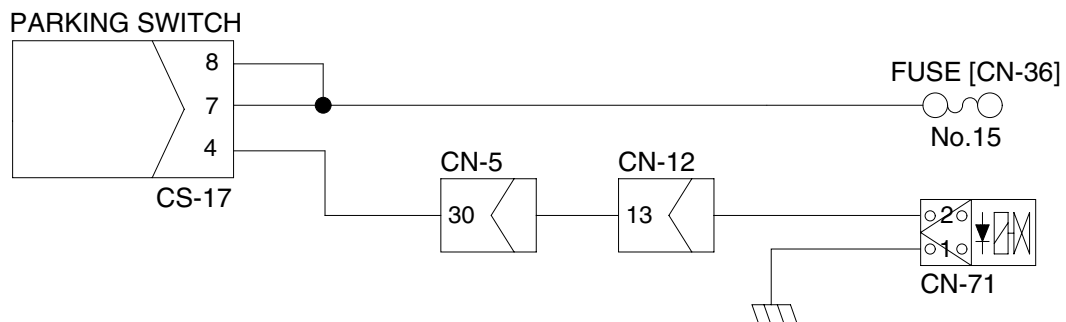 PARKING SWITCH
8
FUSE [CN-36]
7
No.15
4
CN-5
CN-12
CS-17
30
13
2
1
CN-71